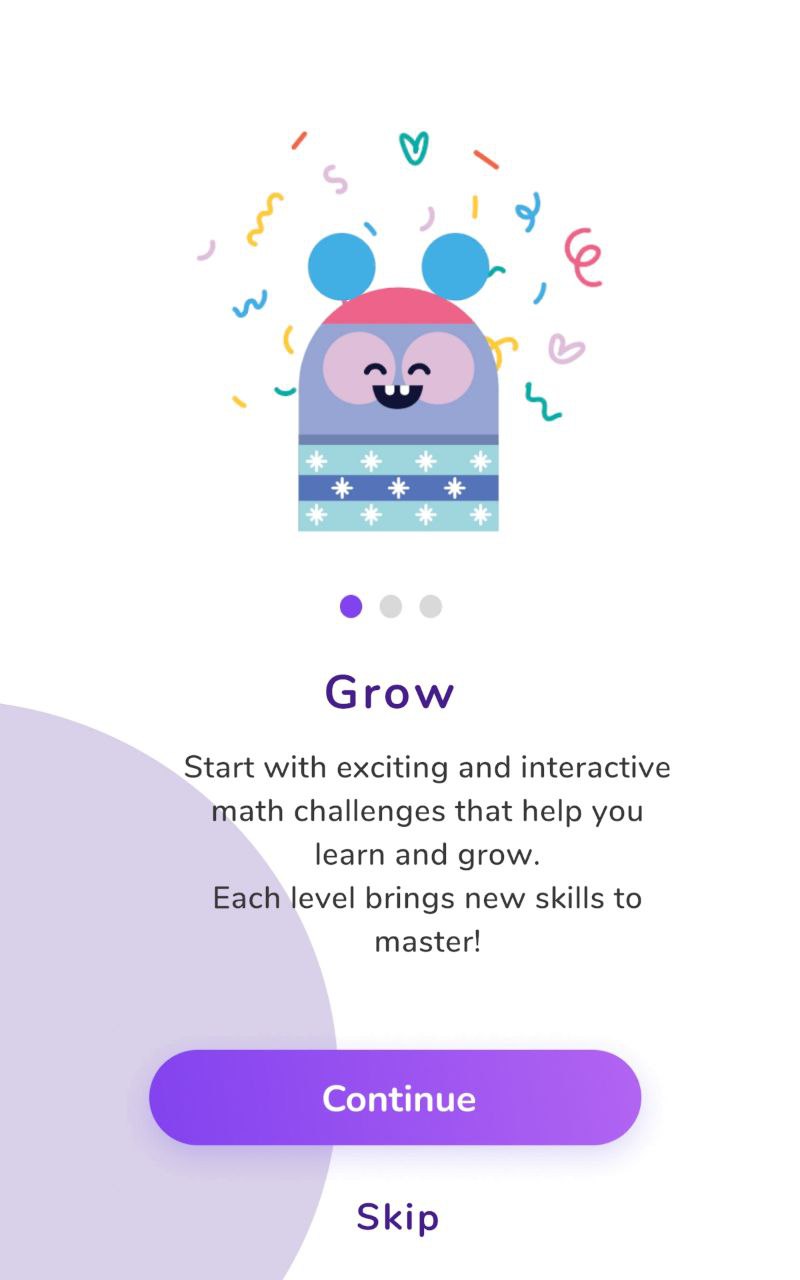 Grow
Start with exciting and interactive
math challenges that help you
learn and grow.
Each level brings new skills to
master!
Continue
Skip